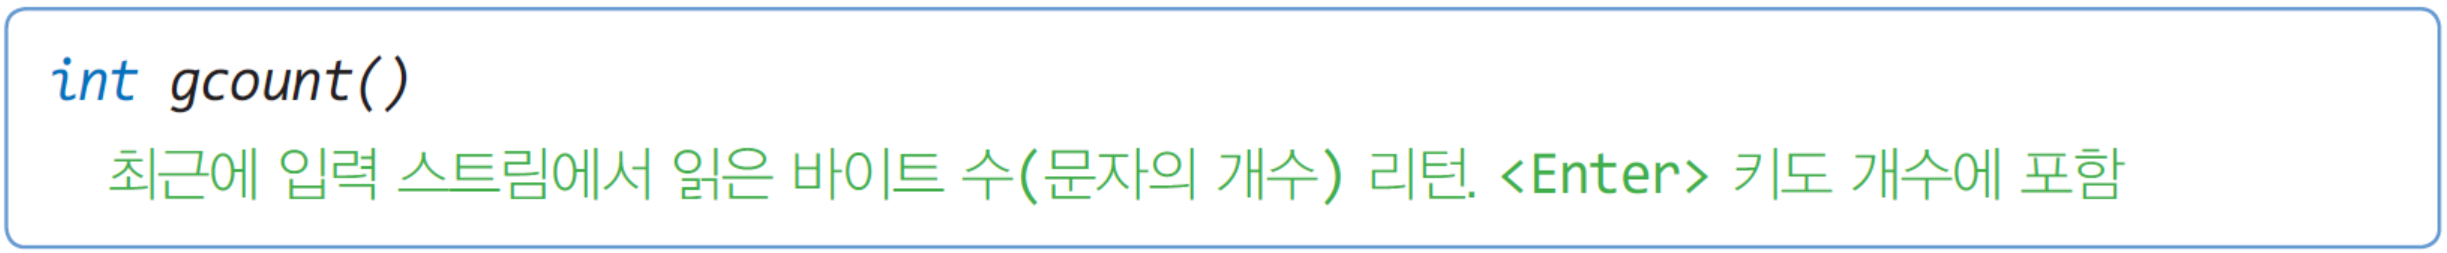 int gcount()
최근에 입력 스트림에서 읽은 바이트 수(문자의 개수) 리턴. <Enter> 키도 개수에 포함